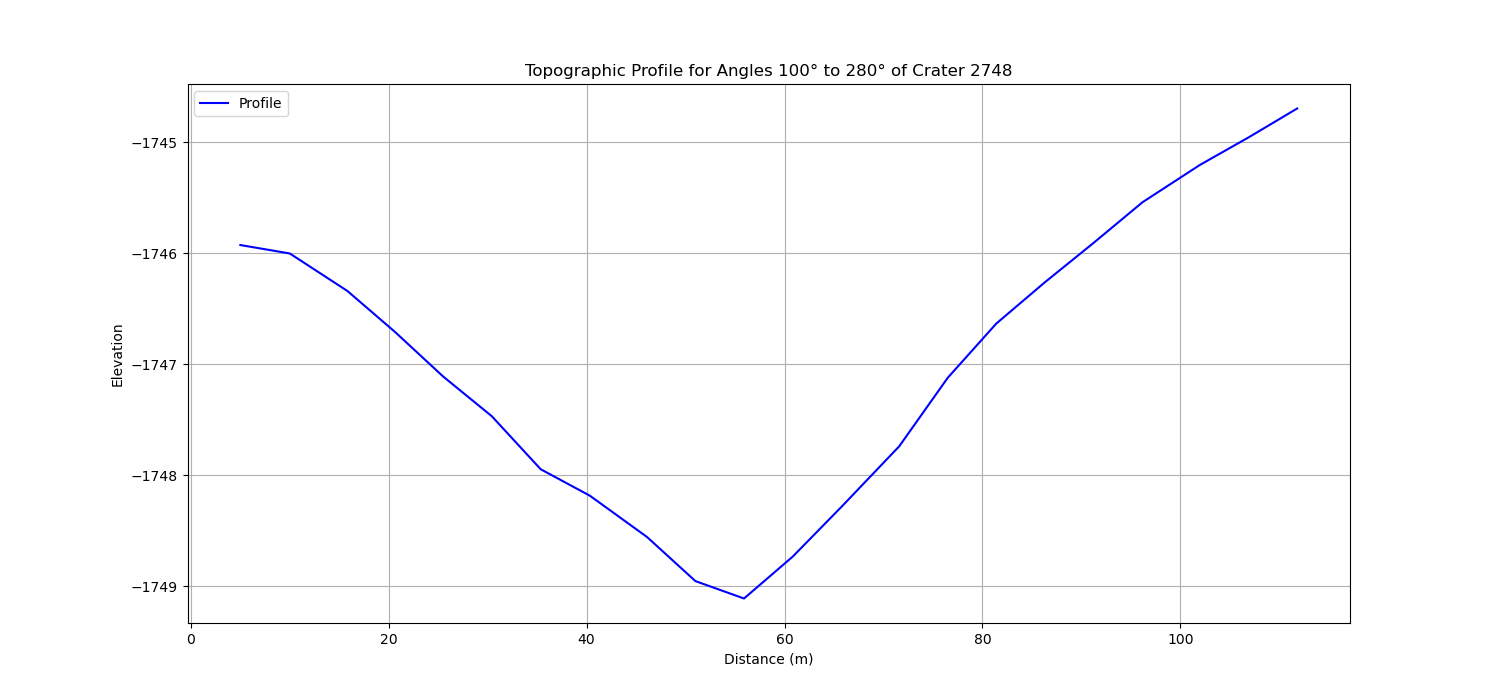 Topographic Profile for Angles 100° to 280° of Crater 2748
Profile
−1745
−1746
−1747
−1748
−1749
Elevation
0 20 40 60 80 100
Distance (m)